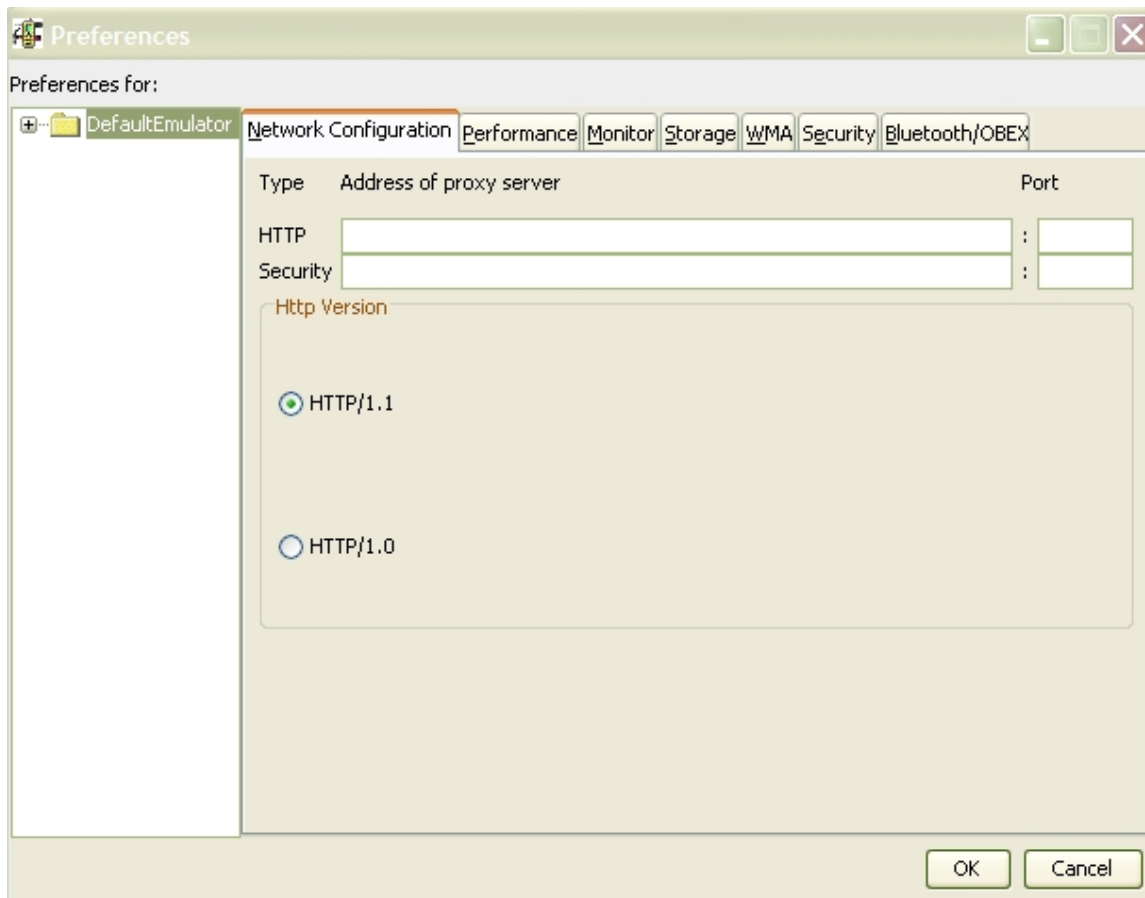 Preferences
Preferences for:
DefaultEmulator
Network Configuration Performance Monitor Storage WMA Security Bluetooth/OBEX
Type Address of proxy server Port
HTTP :
Security :
Http Version
HTTP/1.1
HTTP/1.0
OK Cancel